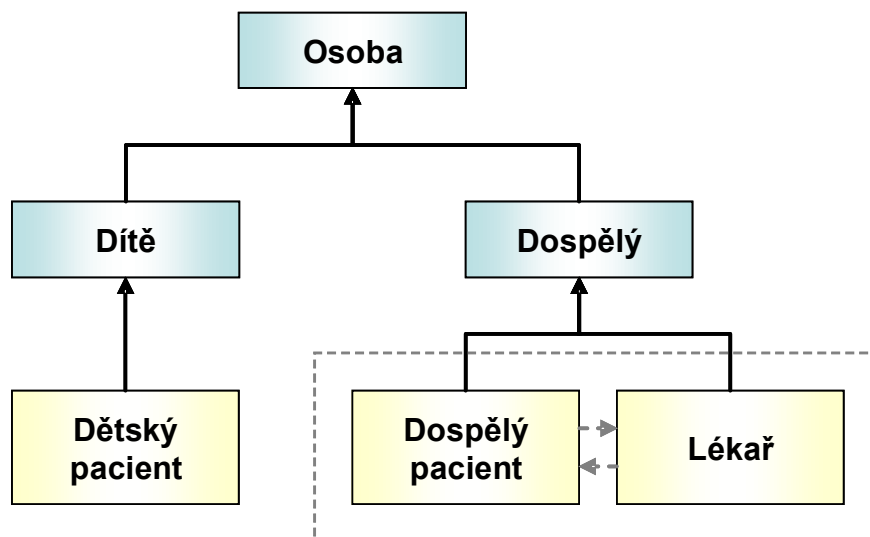 Osoba
Dítě
Dospělý
Dětský
pacient
Dospělý
pacient
Lékař